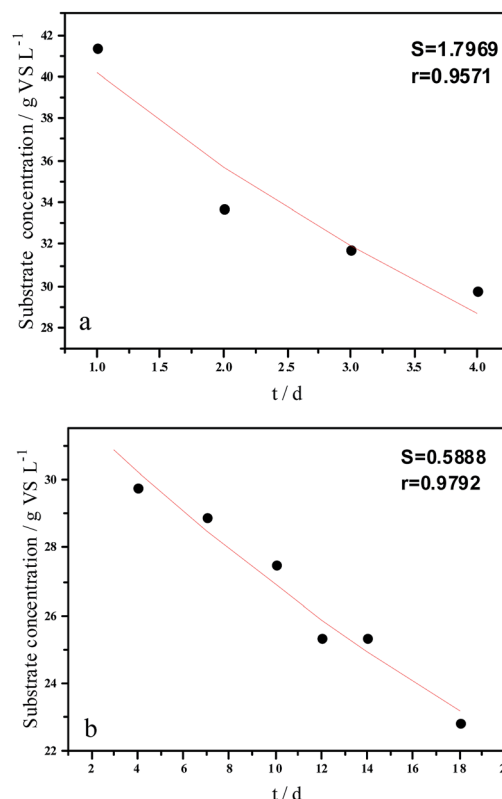 42
40
38
36
34
32
30
28
Substrate concentration / g VS L⁻¹
S=1.7969
r=0.9571
a
1.0 1.5 2.0 2.5 3.0 3.5 4.0
t / d
30
28
26
24
22
Substrate concentration / g VS L⁻¹
S=0.5888
r=0.9792
b
2 4 6 8 10 12 14 16 18 2
t / d